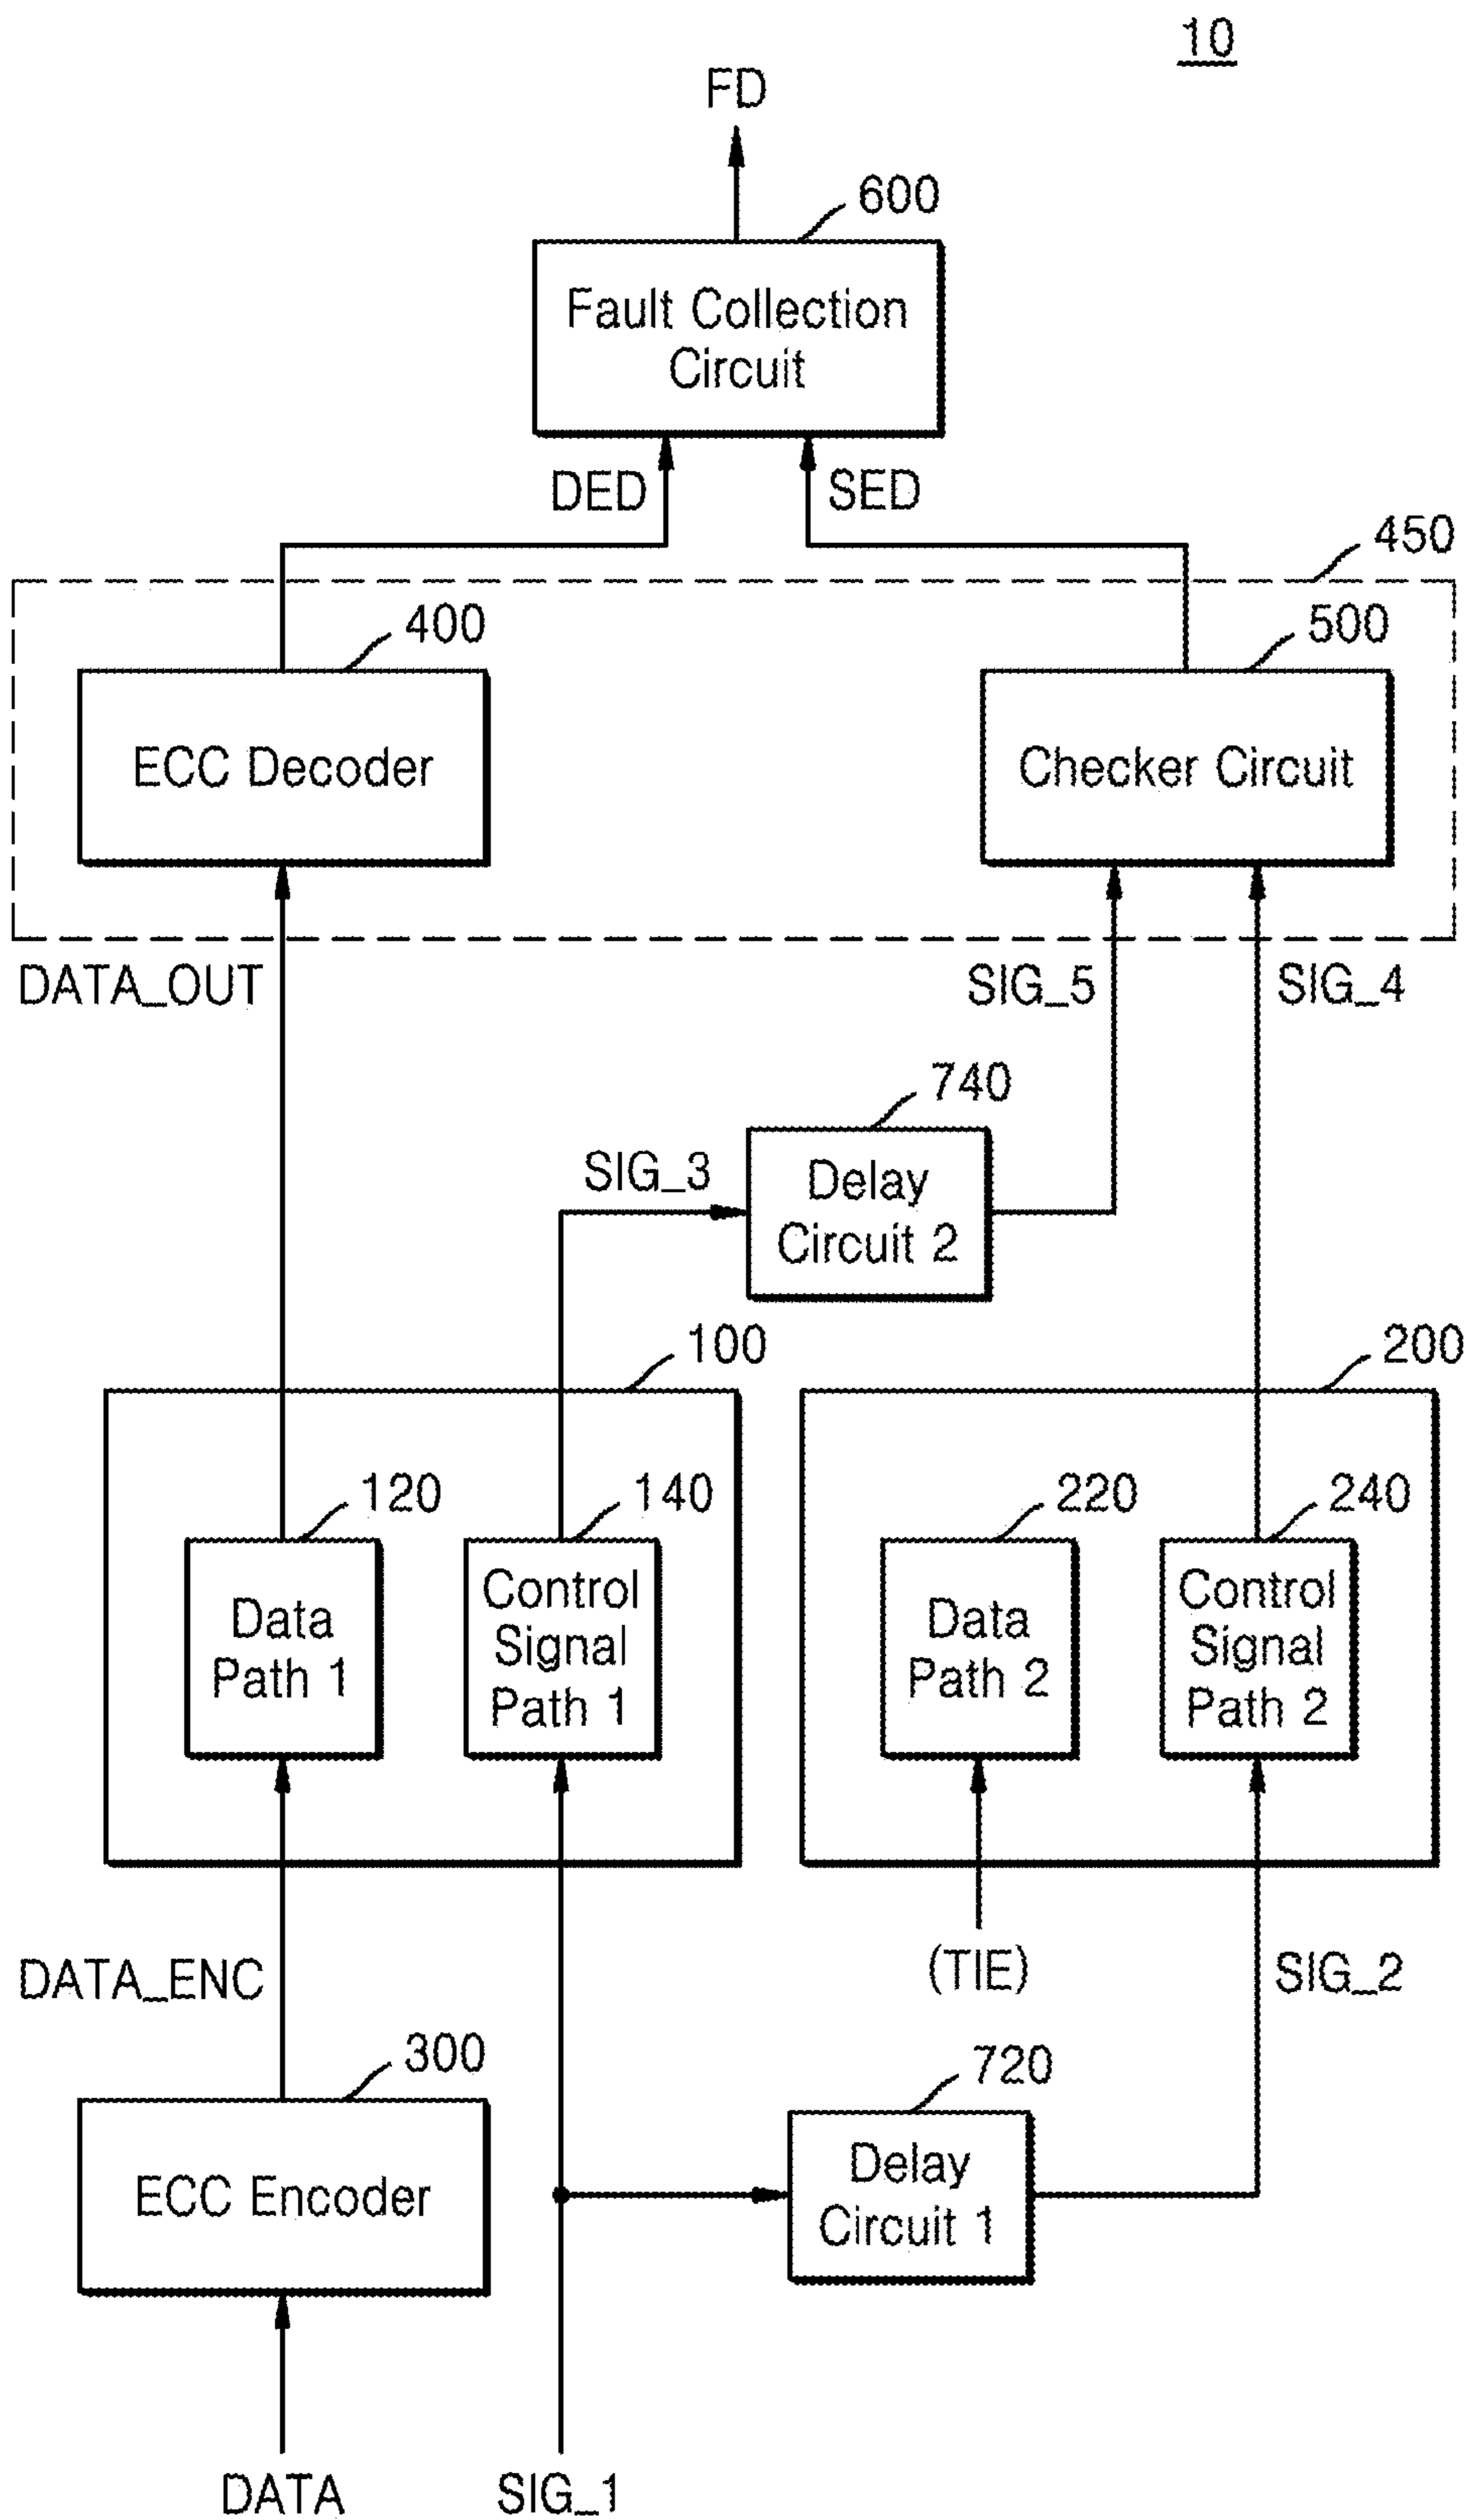 10
FD
600
Fault Collection
Circuit
DED
SED
450
400
500
ECC Decoder
Checker Circuit
DATA_OUT
SIG_5
SIG_4
740
SIG_3
Delay
Circuit 2
100
200
120
140
220
240
Data
Path 1
Control
Signal
Path 1
Data
Path 2
Control
Signal
Path 2
DATA_ENC
(TIE)
SIG_2
300
720
ECC Encoder
Delay
Circuit 1
DATA
SIG_1